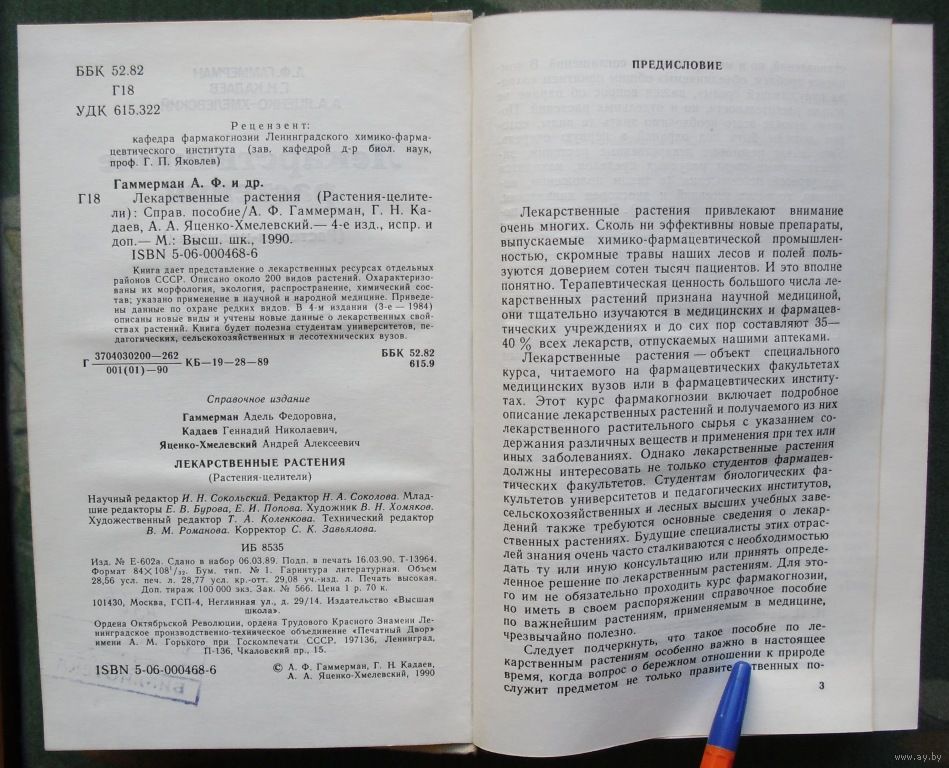 ББК 52.82
Г18
УДК 615.322
Рецензент:
кафедра фармакогнозии Ленинградского химико-фарма-
цевтического института (зав. кафедрой д-р биол. наук,
проф. Г. П. Яковлев)
Гаммерман А. Ф. и др.
Г18 Лекарственные растения (Растения-целите-
ли): Справ. пособие/А. Ф. Гаммерман, Г. Н. Ка-
даев, А. А. Яценко-Хмелевский.— 4-е изд., испр. и
доп.— М.: Высш. шк., 1990.
ISBN 5-06-000468-6
Книга дает представление о лекарственных ресурсах отдельных
районов СССР. Описано около 200 видов растений. Охарактеризо-
ваны их морфология, экология, распространение, химический сос-
тав; указано применение в научной и народной медицине. Приведе-
ны данные по охране редких видов. В 4-м издании (3-е — 1984)
описаны новые виды и учтены новые данные о лекарственных свой-
ствах растений. Книга будет полезна студентам университетов, пе-
дагогических, сельскохозяйственных и лесотехнических вузов.
Г 3704030200—262 / 001(01)—90 КБ—19—28—89
ББК 52.82
615.9
Справочное издание
Гаммерман Адель Федоровна,
Кадаев Геннадий Николаевич,
Яценко-Хмелевский Андрей Алексеевич
ЛЕКАРСТВЕННЫЕ РАСТЕНИЯ
(Растения-целители)
Научный редактор И. Н. Сокольский. Редактор Н. А. Соколова. Млад-
шие редакторы Е. В. Бурова, Е. И. Попова. Художник В. Н. Хомяков.
Художественный редактор Т. А. Коленкова. Технический редактор
В. М. Романова. Корректор С. К. Завьялова.
ИБ 8535
Изд. № Е-602а. Сдано в набор 06.03.89. Подп. в печать 16.03.90. Т-13964.
Формат 84×108¹/₃₂. Бум. тип. № 1. Гарнитура литературная. Объем
28,56 усл. печ. л. 28,77 усл. кр.-отт. 29,08 уч.-изд. л. Печать высокая.
Доп. тираж 100 000 экз. Зак. № 566. Цена 1 р. 70 к.
101430, Москва, ГСП-4, Неглинная ул., д. 29/14. Издательство «Высшая
школа».
Ордена Октябрьской Революции, ордена Трудового Красного Знамени Ле-
нинградское производственно-техническое объединение «Печатный Двор»
имени А. М. Горького при Госкомпечати СССР. 197136, Ленинград,
П-136, Чкаловский пр., 15.
ISBN 5-06-000468-6
© А. Ф. Гаммерман, Г. Н. Кадаев,
А. А. Яценко-Хмелевский, 1990
ПРЕДИСЛОВИЕ
Лекарственные растения привлекают внимание
очень многих. Сколь ни эффективны новые препараты,
выпускаемые химико-фармацевтической промышлен-
ностью, скромные травы наших лесов и полей поль-
зуются доверием сотен тысяч пациентов. И это вполне
понятно. Терапевтическая ценность большого числа ле-
карственных растений признана научной медициной,
они тщательно изучаются в медицинских и фармацев-
тических учреждениях и до сих пор составляют 35—
40 % всех лекарств, отпускаемых нашими аптеками.
Лекарственные растения — объект специального
курса, читаемого на фармацевтических факультетах
медицинских вузов или в фармацевтических институ-
тах. Этот курс фармакогнозии включает подробное
описание лекарственных растений и получаемого из них
лекарственного растительного сырья с указанием со-
держания различных веществ и применения при тех или
иных заболеваниях. Однако лекарственные растения
должны интересовать не только студентов фармацев-
тических факультетов. Студентам биологических фа-
культетов университетов и педагогических институтов,
сельскохозяйственных и лесных высших учебных заве-
дений также требуются основные сведения о лекар-
ственных растениях. Будущие специалисты этих отрас-
лей знания очень часто сталкиваются с необходимостью
дать ту или иную консультацию или принять опреде-
ленное решение по лекарственным растениям. Для это-
го им не обязательно проходить курс фармакогнозии,
но иметь в своем распоряжении справочное пособие
по важнейшим растениям, применяемым в медицине,
чрезвычайно полезно.
Следует подчеркнуть, что такое пособие по ле-
карственным растениям особенно важно в настоящее
время, когда вопрос о бережном отношении к природе
служит предметом не только правите ственных по-
3
www.ay.by